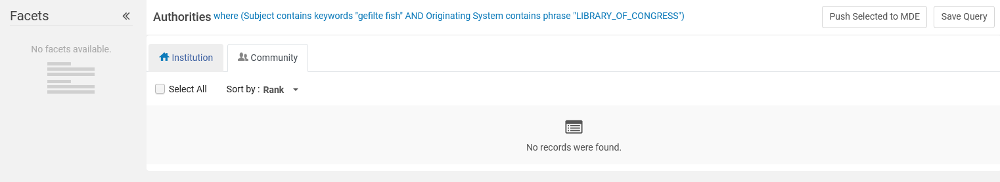 Facets
No facets available.
Authorities where (Subject contains keywords "gefilte fish" AND Originating System contains phrase "LIBRARY_OF_CONGRESS")
Push Selected to MDE
Save Query
Institution
Community
Select All
Sort by : Rank
No records were found.